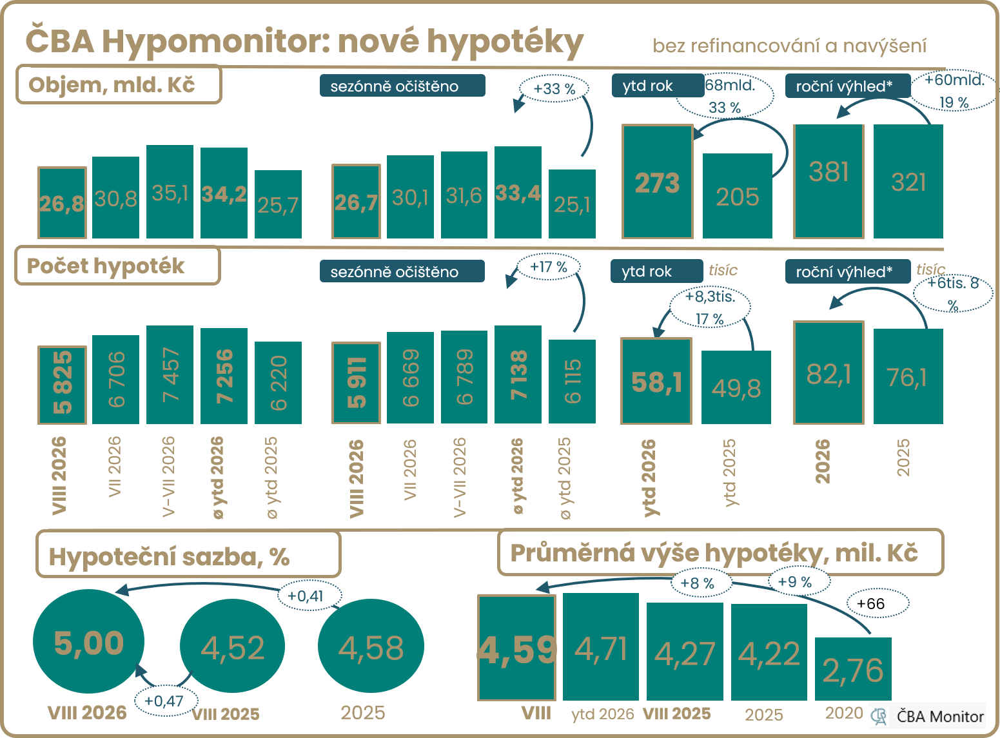 ČBA Hypomonitor: nové hypotéky
bez refinancování a navýšení
Objem, mld. Kč
sezónně očištěno
+33 %
ytd rok
68mld.
33 %
roční výhled*
+60mld.
19 %
26,8
30,8
35,1
34,2
25,7
26,7
30,1
31,6
33,4
25,1
273
205
381
321
Počet hypoték
sezónně očištěno
+17 %
ytd rok
tisíc
+8,3tis.
17 %
roční výhled*
tisíc
+6tis. 8
%
5 825
6 706
7 457
7 256
6 220
5 911
6 669
6 789
7 138
6 115
58,1
49,8
82,1
76,1
VIII 2026
VII 2026
V-VII 2026
ø ytd 2026
ø ytd 2025
VIII 2026
VII 2026
V-VII 2026
ø ytd 2026
ø ytd 2025
ytd 2026
ytd 2025
2026
2025
Hypoteční sazba, %
+0,41
5,00
4,52
4,58
+0,47
VIII 2026
VIII 2025
2025
Průměrná výše hypotéky, mil. Kč
+8 %
+9 %
+66
4,59
4,71
4,27
4,22
2,76
VIII
ytd 2026
VIII 2025
2025
2020
ČBA Monitor